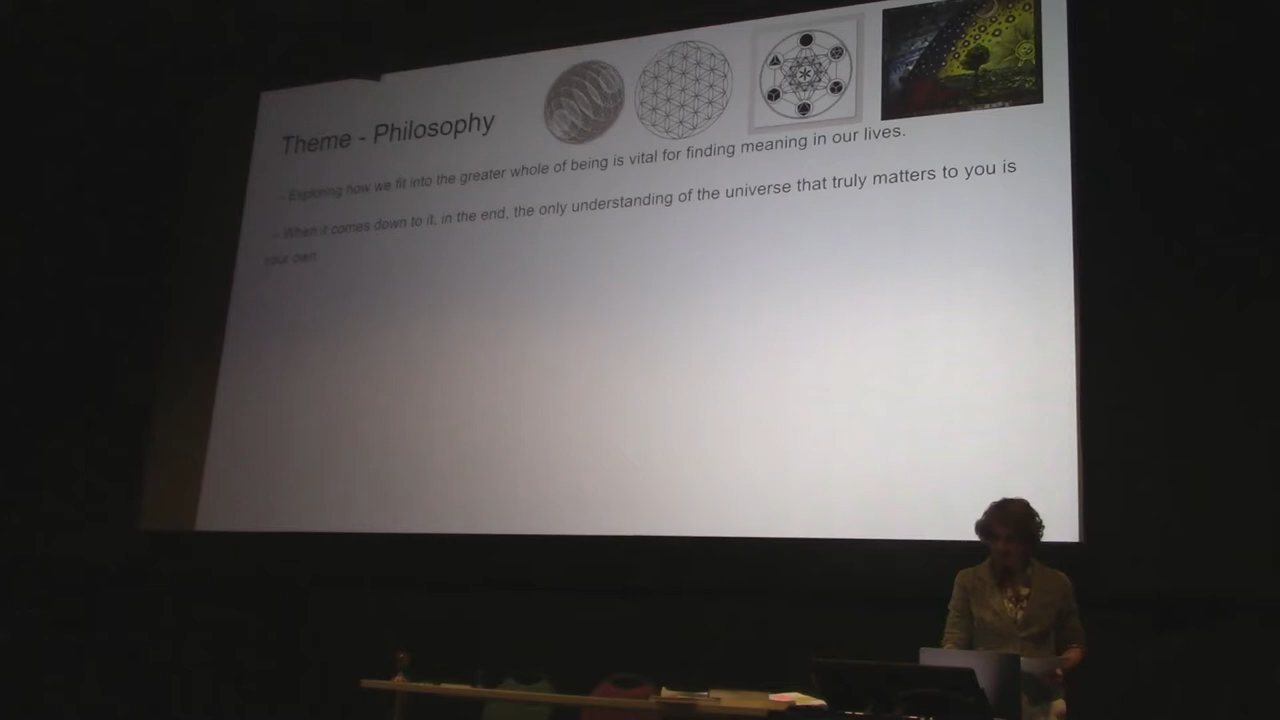 Theme - Philosophy
- Exploring how we fit into the greater whole of being is vital for finding meaning in our lives.
- When it comes down to it, in the end, the only understanding of the universe that truly matters to you is
your own.